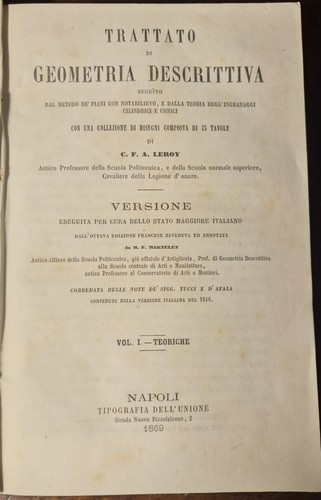 TRATTATO
DI
GEOMETRIA DESCRITTIVA
SEGUÌTO
DAL METODO DE' PIANI CON NOTARILIEVO, E DALLA TEORIA DEGL'INGRANAGGI
CILINDRICI E CONICI
CON UNA COLLEZIONE DI DISEGNI COMPOSTA DI 75 TAVOLE
DI
C. F. A. LEROY
Antico Professore della Scuola Politecnica, e della Scuola normale superiore,
Cavaliere della Legione d'onore.
VERSIONE
ESEGUITA PER CURA DELLO STATO MAGGIORE ITALIANO
DALL'OTTAVA EDIZIONE FRANCESE RIVEDUTA ED ANNOTATA
da M. E. MARTELET
Antico allievo della Scuola Politecnica, già uffiziale d'Artiglieria, Prof. di Geometria Descrittiva
alla Scuola centrale di Arti e Manifatture,
antico Professore al Conservatorio di Arti e Mestieri.
CORREDATA DELLE NOTE DE' SIGG. TUCCI E D'AYALA
CONTENUTE NELLA VERSIONE ITALIANA DEL 1846.
VOL. I.—TEORICHE
NAPOLI
TIPOGRAFIA DELL'UNIONE
Strada Nuova Pizzofalcone, 2
1869